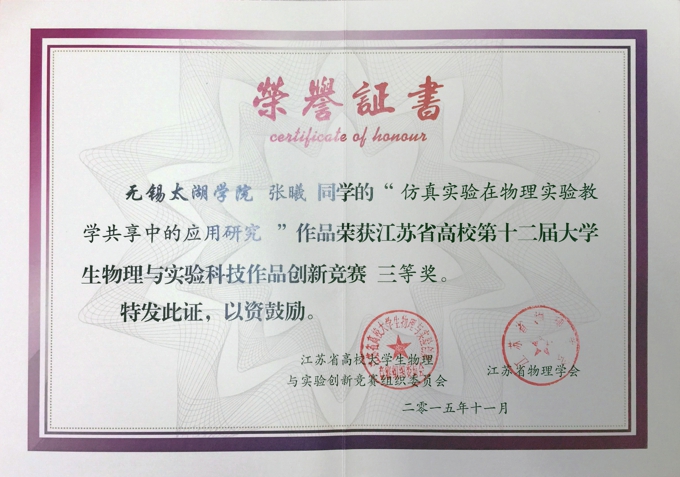 榮譽証書
certificate of honour
无锡太湖学院 张曦 同学的“仿真实验在物理实验教
学共享中的应用研究 ”作品荣获江苏省高校第十二届大学
生物理与实验科技作品创新竞赛 三等奖。
特发此证，以资鼓励。
江苏省高校大学生物理
与实验创新竞赛组织委员会
江苏省物理学会
二零一五年十一月